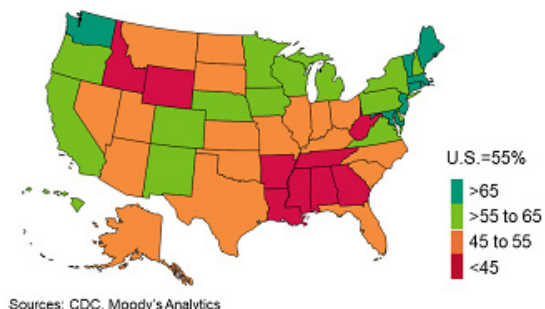 U.S.=55%
>65
>55 to 65
45 to 55
<45
Sources: CDC, Moody's Analytics